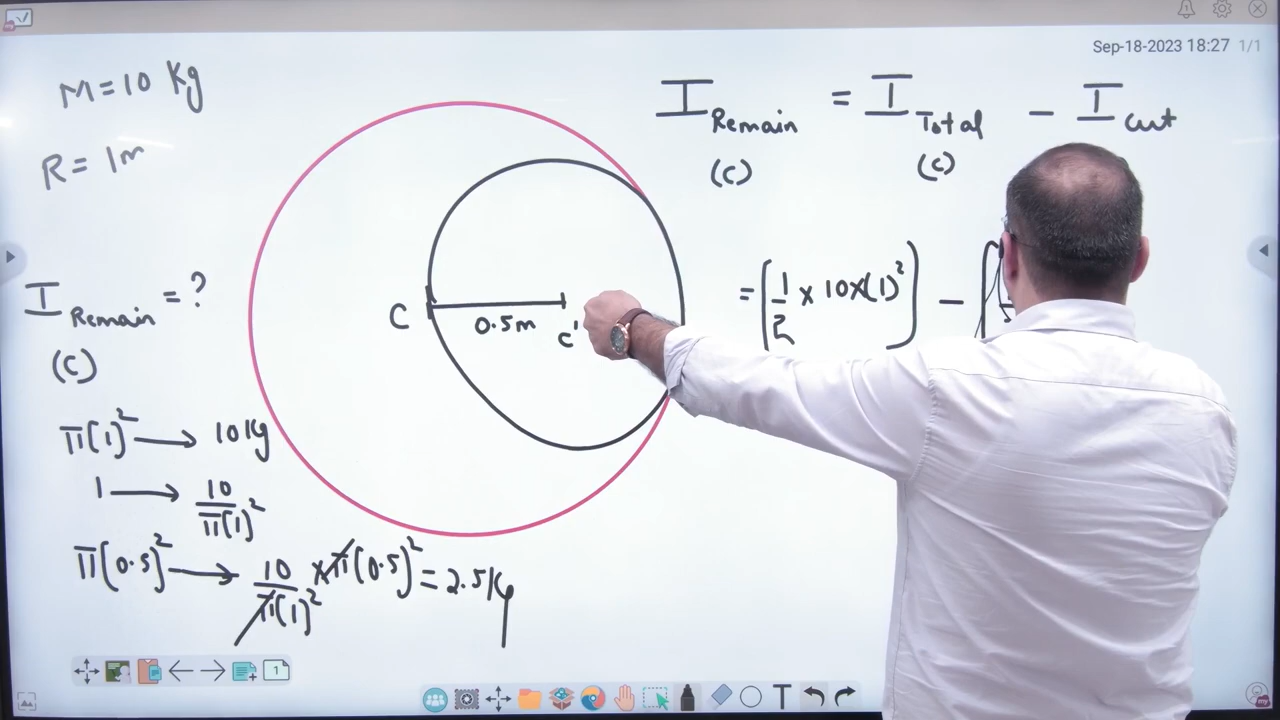 Sep-18-2023 18:27 1/1
M = 10 Kg
R = 1m
I Remain = ?
(C)
π(1)² → 10 Kg
1 → 10/π(1)²
π(0.5)² → 10/π(1)² × π(0.5)² = 2.5 Kg
C 0.5m C'
I Remain = I Total - I Cut
(C) (C)
= [1/2 × 10 × (1)²] - [
1
T